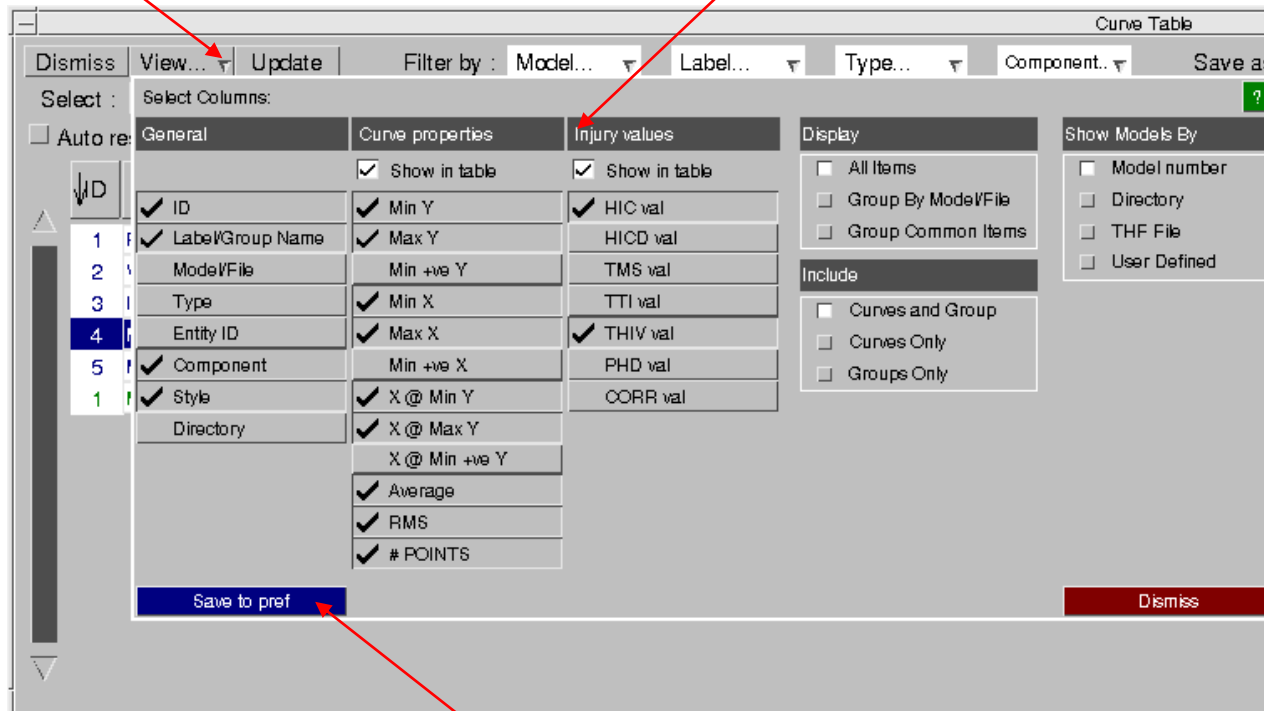 Curve Table
Dismiss View... Update Filter by : Model... Label... Type... Component.. Save as
Select :
Auto re
ID
1
2
3
4
5
1
Select Columns:
?
General
ID
Label/Group Name
Model/File
Type
Entity ID
Component
Style
Directory
Curve properties
Show in table
Min Y
Max Y
Min +ve Y
Min X
Max X
Min +ve X
X @ Min Y
X @ Max Y
X @ Min +ve Y
Average
RMS
# POINTS
Injury values
Show in table
HIC val
HICD val
TMS val
TTI val
THIV val
PHD val
CORR val
Display
All Items
Group By Model/File
Group Common Items
Include
Curves and Group
Curves Only
Groups Only
Show Models By
Model number
Directory
THF File
User Defined
Save to pref
Dismiss